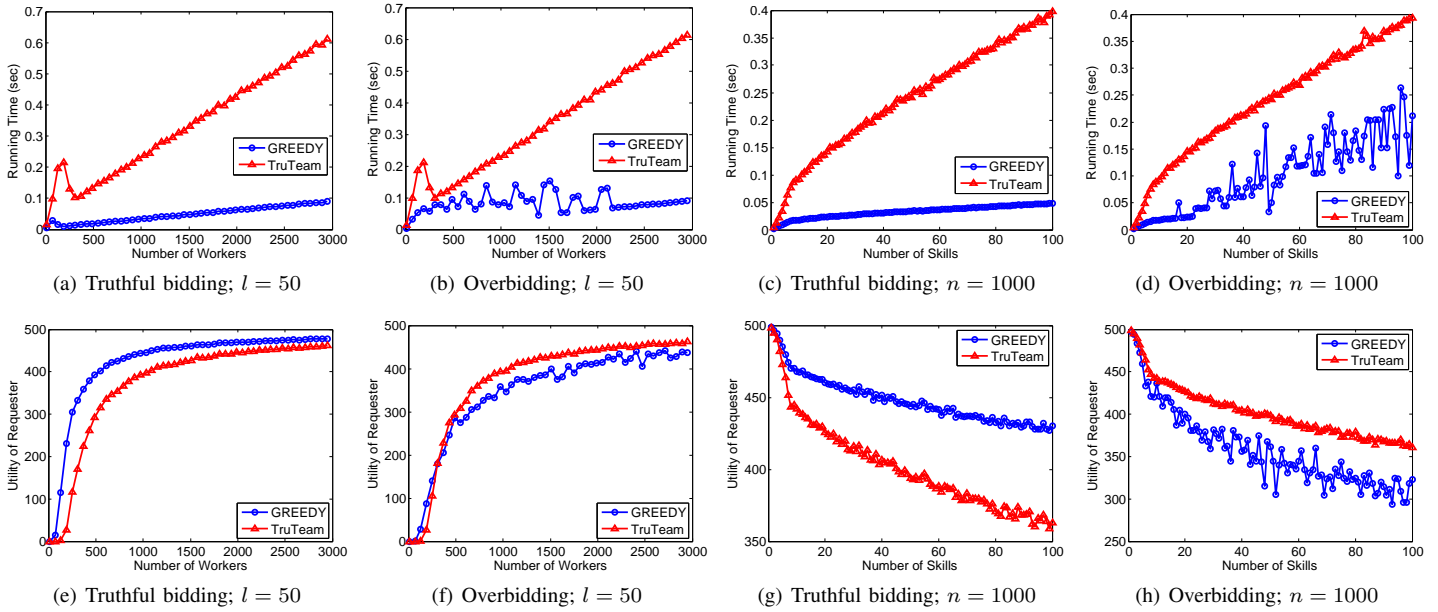 0.7
0.6
0.5
0.4
0.3
0.2
0.1
0
Running Time (sec)
GREEDY
TruTeam
0 500 1000 1500 2000 2500 3000
Number of Workers
(a) Truthful bidding; l = 50
0.7
0.6
0.5
0.4
0.3
0.2
0.1
0
Running Time (sec)
GREEDY
TruTeam
0 500 1000 1500 2000 2500 3000
Number of Workers
(b) Overbidding; l = 50
0.4
0.35
0.3
0.25
0.2
0.15
0.1
0.05
0
Running Time (sec)
GREEDY
TruTeam
0 20 40 60 80 100
Number of Skills
(c) Truthful bidding; n = 1000
0.4
0.35
0.3
0.25
0.2
0.15
0.1
0.05
0
Running Time (sec)
GREEDY
TruTeam
0 20 40 60 80 100
Number of Skills
(d) Overbidding; n = 1000
500
400
300
200
100
0
Utility of Requester
GREEDY
TruTeam
0 500 1000 1500 2000 2500 3000
Number of Workers
(e) Truthful bidding; l = 50
500
400
300
200
100
0
Utility of Requester
GREEDY
TruTeam
0 500 1000 1500 2000 2500 3000
Number of Workers
(f) Overbidding; l = 50
500
450
400
350
Utility of Requester
GREEDY
TruTeam
0 20 40 60 80 100
Number of Skills
(g) Truthful bidding; n = 1000
500
450
400
350
300
250
Utility of Requester
GREEDY
TruTeam
0 20 40 60 80 100
Number of Skills
(h) Overbidding; n = 1000